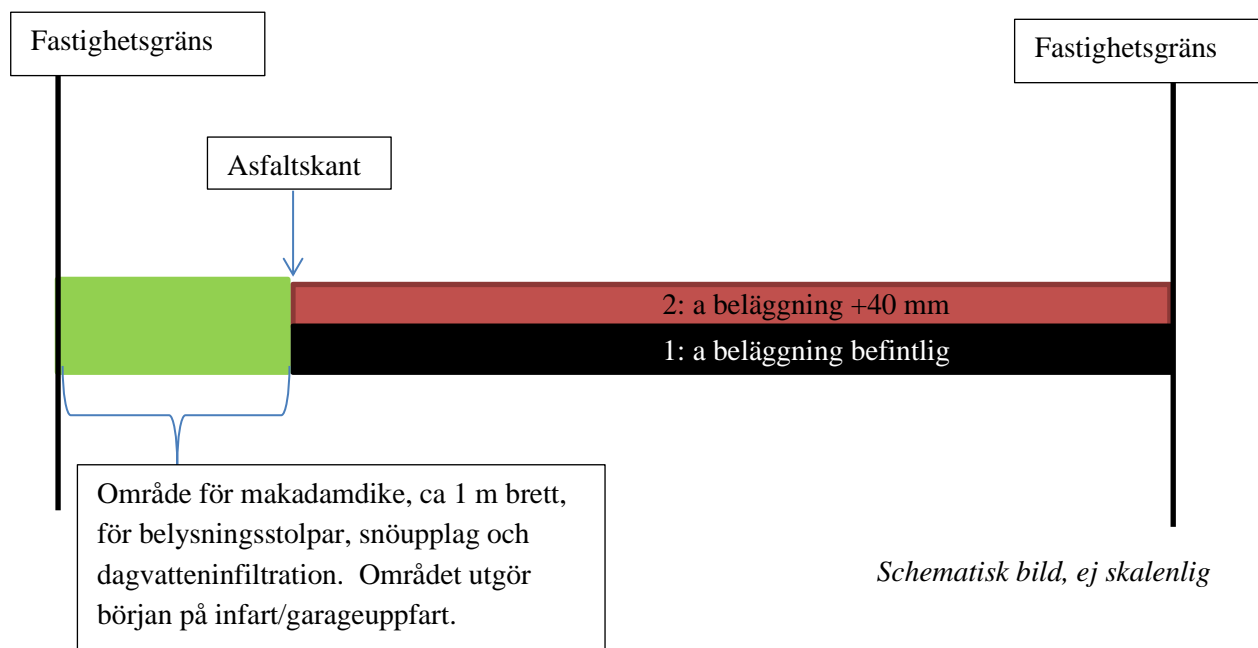 Fastighetsgräns
Fastighetsgräns
Asfaltskant
2: a beläggning +40 mm
1: a beläggning befintlig
Område för makadamdike, ca 1 m brett,
för belysningsstolpar, snöupplag och
dagvatteninfiltration.  Området utgör
början på infart/garageuppfart.
Schematisk bild, ej skalenlig